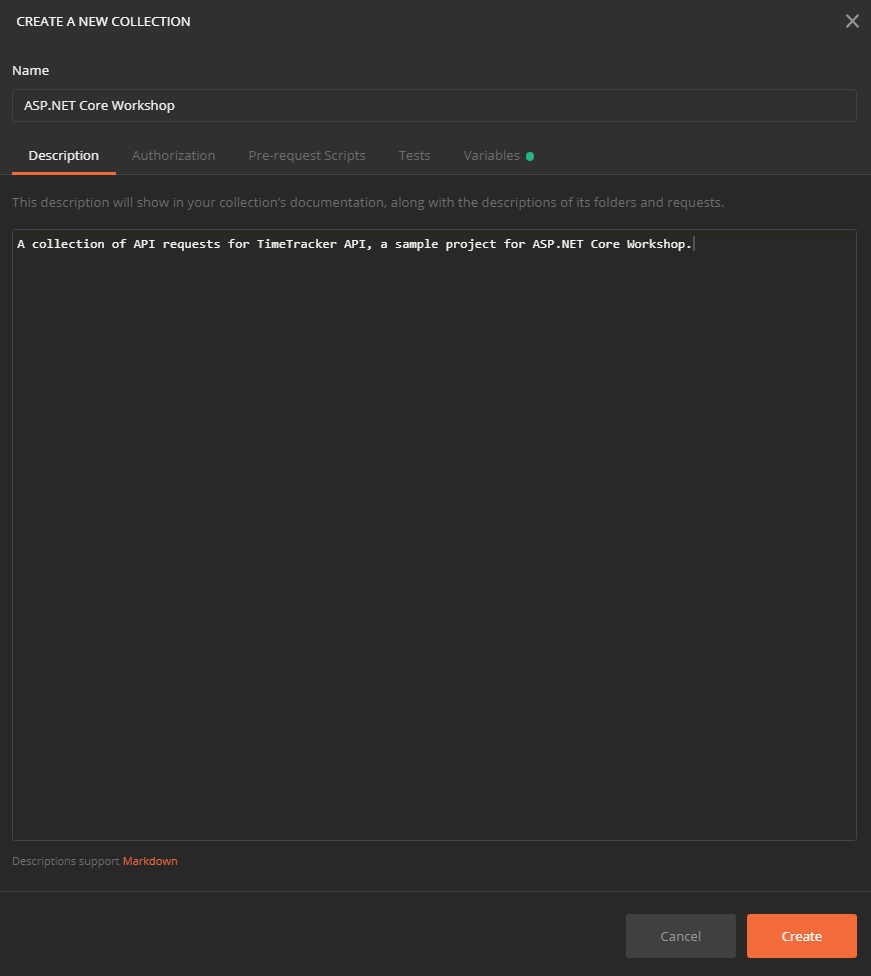 CREATE A NEW COLLECTION
Name
ASP.NET Core Workshop
Description Authorization Pre-request Scripts Tests Variables
This description will show in your collection's documentation, along with the descriptions of its folders and requests.
A collection of API requests for TimeTracker API, a sample project for ASP.NET Core Workshop.
Descriptions support Markdown
Cancel Create